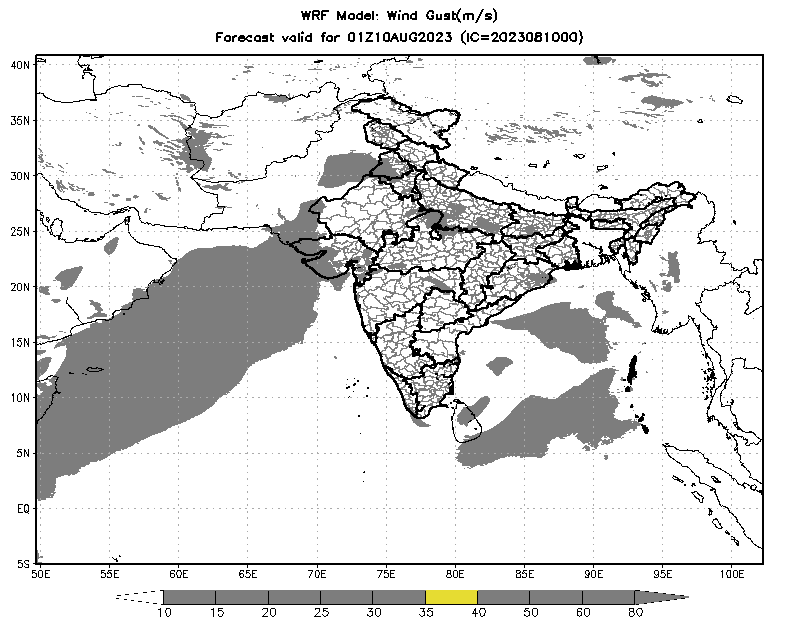 WRF Model: Wind Gust(m/s)
Forecast valid for 01Z10AUG2023 (IC=2023081000)
40N
35N
30N
25N
20N
15N
10N
5N
EQ
5S
50E 55E 60E 65E 70E 75E 80E 85E 90E 95E 100E
10 15 20 25 30 35 40 50 60 80